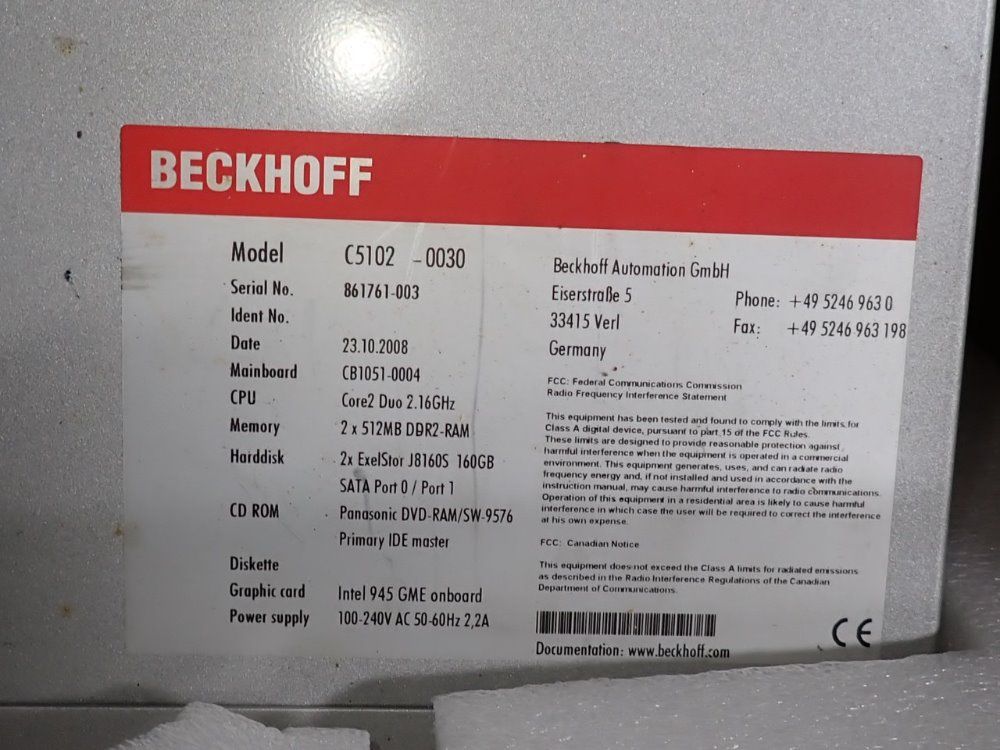 BECKHOFF
Model C5102 -0030
Serial No. 861761-003
Ident No.
Date 23.10.2008
Mainboard CB1051-0004
CPU Core2 Duo 2.16GHz
Memory 2 x 512MB DDR2-RAM
Harddisk 2x ExelStor J8160S 160GB
SATA Port 0 / Port 1
CD ROM Panasonic DVD-RAM/SW-9576
Primary IDE master
Diskette
Graphic card Intel 945 GME onboard
Power supply 100-240V AC 50-60Hz 2,2A
Beckhoff Automation GmbH
Eiserstraße 5
33415 Verl
Germany
Phone: +49 5246 963 0
Fax: +49 5246 963 198
FCC: Federal Communications Commission
Radio Frequency Interference Statement
This equipment has been tested and found to comply with the limits for
Class A digital device, pursuant to part 15 of the FCC Rules.
These limits are designed to provide reasonable protection against
harmful interference when the equipment is operated in a commercial
environment. This equipment generates, uses, and can radiate radio
frequency energy and, if not installed and used in accordance with the
instruction manual, may cause harmful interference to radio communications.
Operation of this equipment in a residential area is likely to cause harmful
interference in which case the user will be required to correct the interference
at his own expense.
FCC: Canadian Notice
This equipment does not exceed the Class A limits for radiated emissions
as described in the Radio Interference Regulations of the Canadian
Department of Communications.
Documentation: www.beckhoff.com
CE